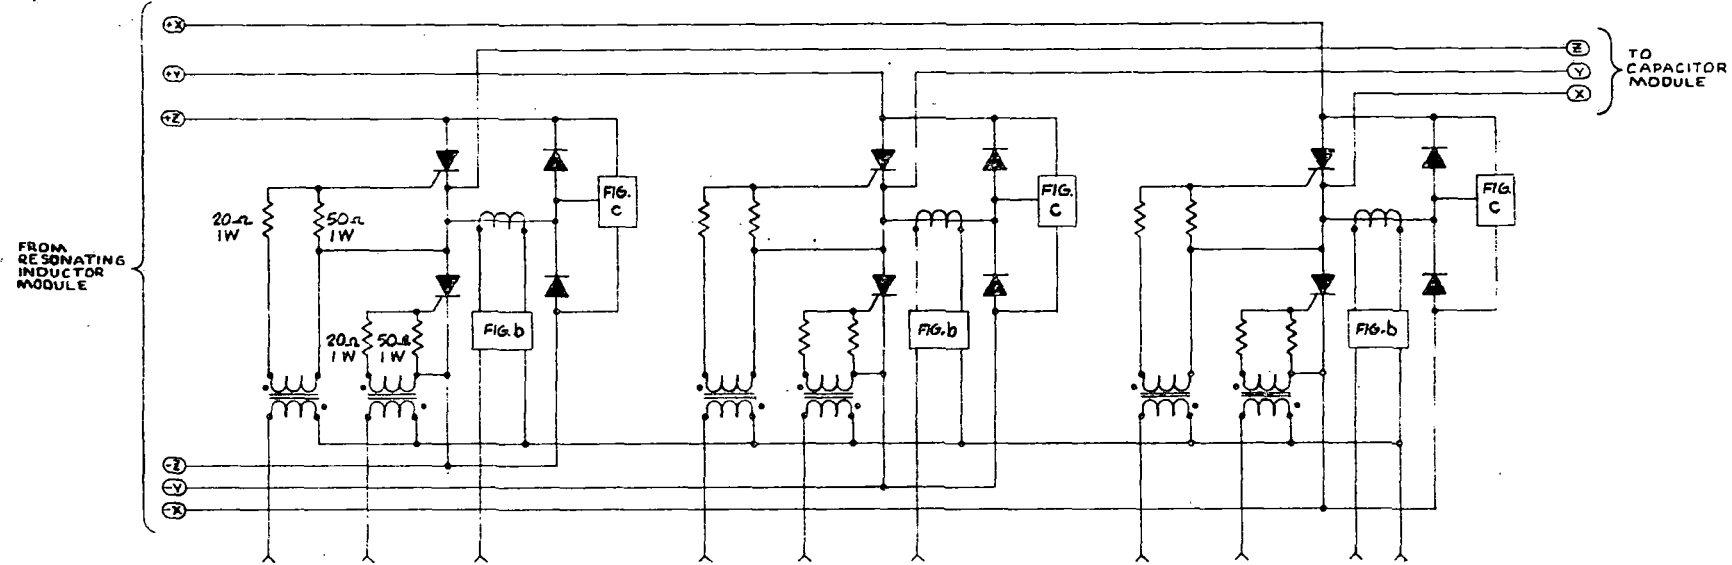 +X
+Y
+Z
Z
Y
X
TO
CAPACITOR
MODULE
FROM
RESONATING
INDUCTOR
MODULE
20Ω
1W
50Ω
1W
FIG.
C
FIG.
C
FIG.
C
20Ω
1W
50Ω
1W
FIG.b
FIG.b
FIG.b
-Z
-Y
-X